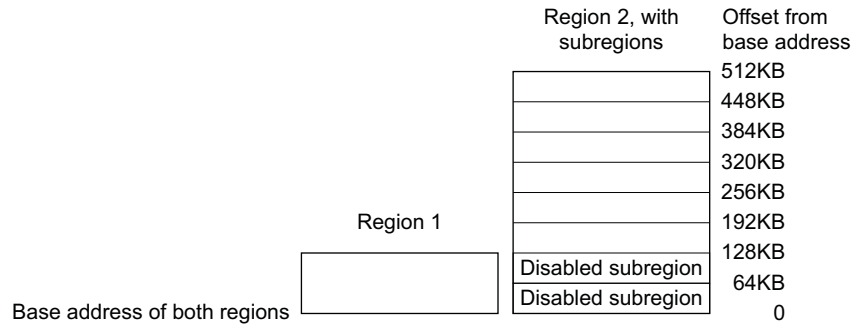 Region 2, with
subregions
Offset from
base address
512KB
448KB
384KB
320KB
256KB
192KB
Region 1
128KB
Disabled subregion
64KB
Disabled subregion
Base address of both regions
0